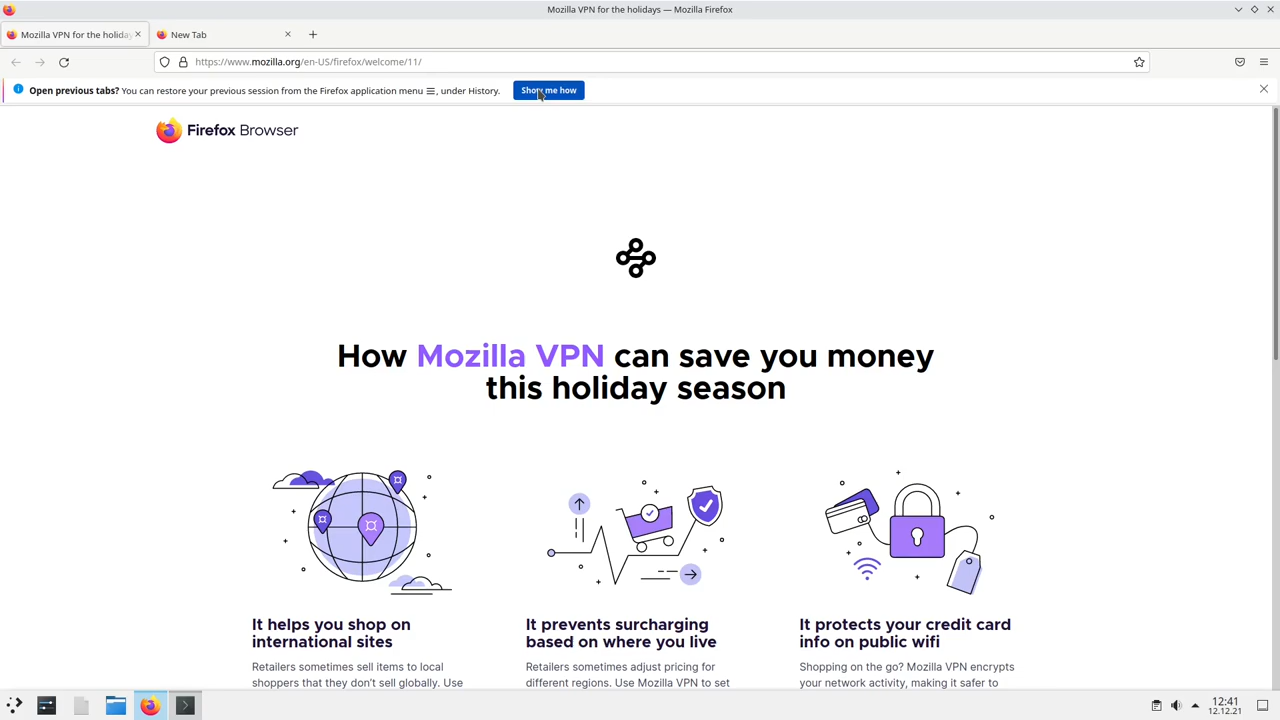 Mozilla VPN for the holidays — Mozilla Firefox
Mozilla VPN for the holiday
New Tab
https://www.mozilla.org/en-US/firefox/welcome/11/
Open previous tabs? You can restore your previous session from the Firefox application menu ☰, under History.
Show me how
Firefox Browser
How Mozilla VPN can save you money
this holiday season
It helps you shop on
international sites
Retailers sometimes sell items to local
shoppers that they don’t sell globally. Use
It prevents surcharging
based on where you live
Retailers sometimes adjust pricing for
different regions. Use Mozilla VPN to set
It protects your credit card
info on public wifi
Shopping on the go? Mozilla VPN encrypts
your network activity, making it safer to
12:41
12.12.21